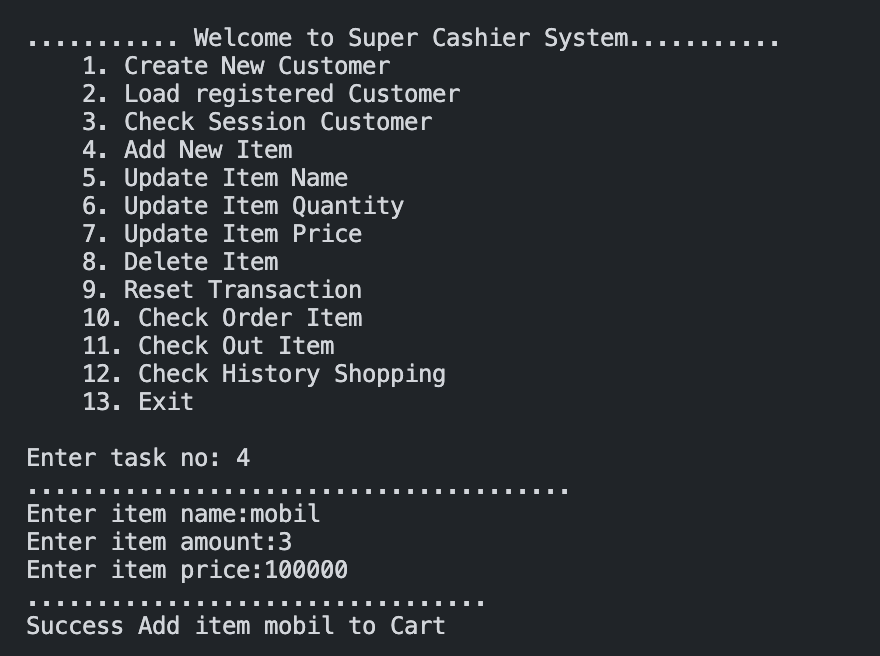 ........... Welcome to Super Cashier System...........
1. Create New Customer
2. Load registered Customer
3. Check Session Customer
4. Add New Item
5. Update Item Name
6. Update Item Quantity
7. Update Item Price
8. Delete Item
9. Reset Transaction
10. Check Order Item
11. Check Out Item
12. Check History Shopping
13. Exit
Enter task no: 4
.......................................
Enter item name:mobil
Enter item amount:3
Enter item price:100000
.................................
Success Add item mobil to Cart